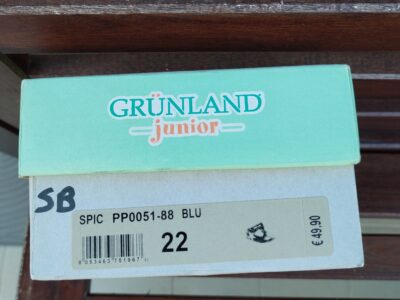 GRÜNLAND
junior
SB
SPIC PP0051-88 BLU
22
€ 49,90